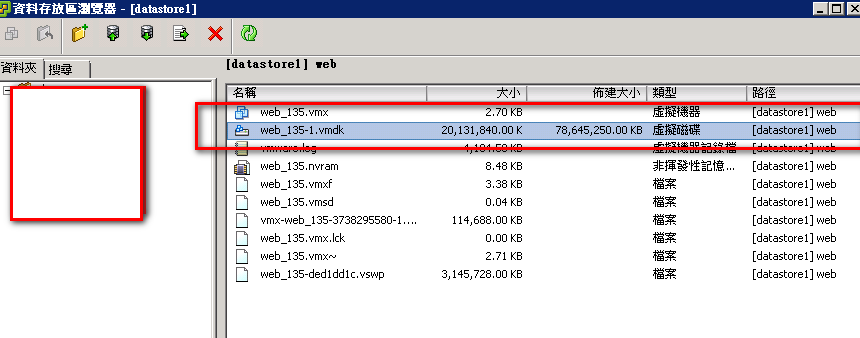 資料存放區瀏覽器 - [datastore1]
資料夾 搜尋
[datastore1] web
名稱 大小 佈建大小 類型 路徑
web_135.vmx 2.70 KB 虛擬機器 [datastore1] web
web_135-1.vmdk 20,131,840.00 K 78,645,250.00 KB 虛擬磁碟 [datastore1] web
vmware.log KB 虛擬機器記錄檔 [datastore1] web
web_135.nvram 8.48 KB 非揮發性記憶... [datastore1] web
web_135.vmxf 3.38 KB 檔案 [datastore1] web
web_135.vmsd 0.04 KB 檔案 [datastore1] web
vmx-web_135-3738295580-1.... 114,688.00 KB 檔案 [datastore1] web
web_135.vmx.lck 0.00 KB 檔案 [datastore1] web
web_135.vmx~ 2.71 KB 檔案 [datastore1] web
web_135-ded1dd1c.vswp 3,145,728.00 KB 檔案 [datastore1] web